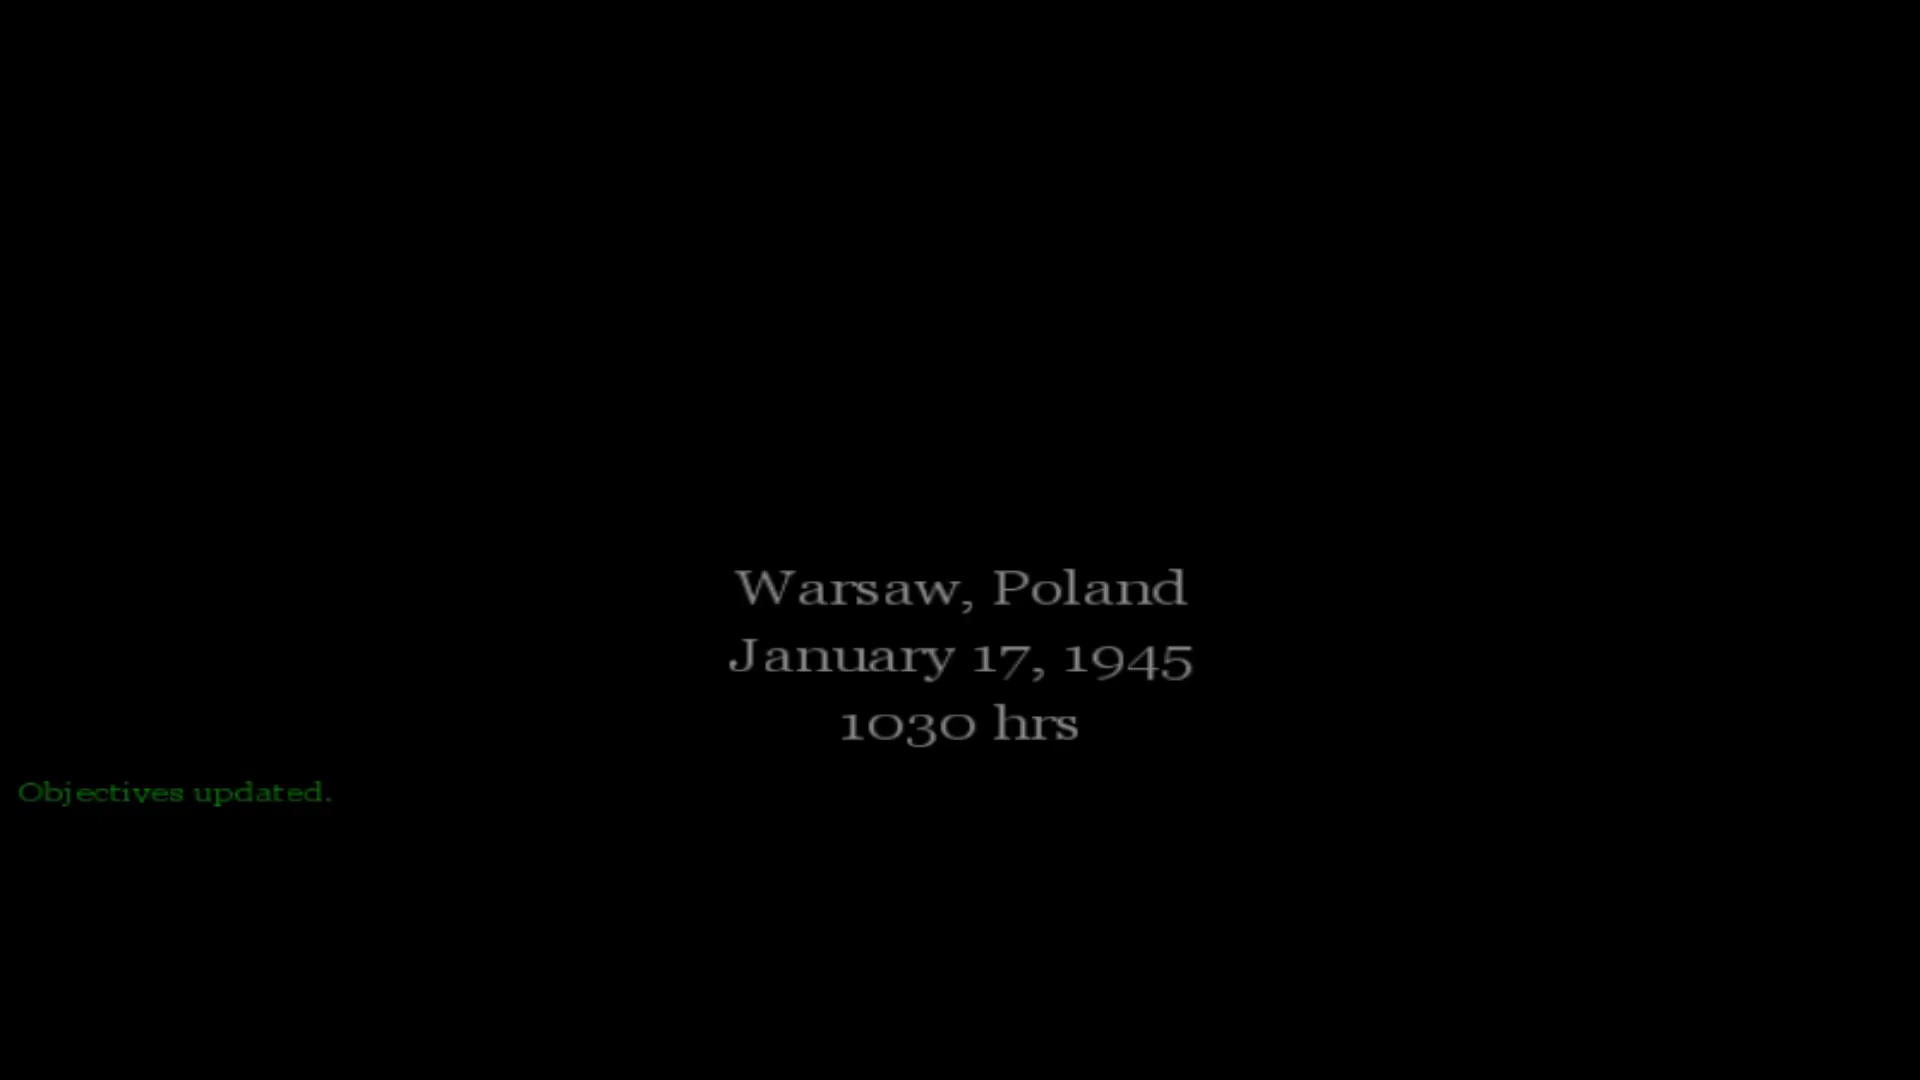 Warsaw, Poland
January 17, 1945
1030 hrs
Objectives updated.